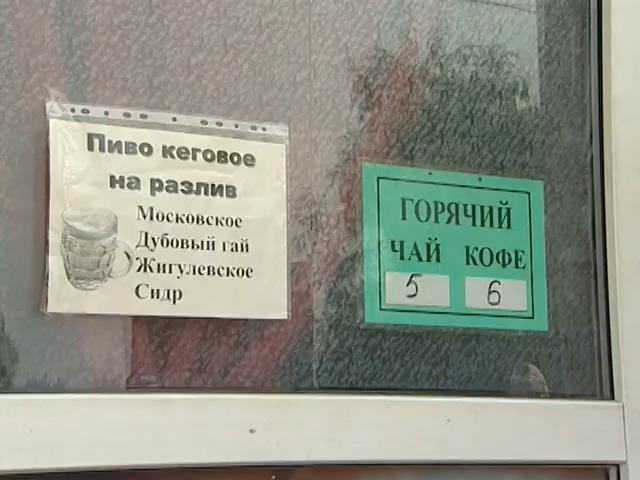 Пиво кеговое
на разлив
Московское
Дубовый гай
Жигулевское
Сидр
ГОРЯЧИЙ
ЧАЙ КОФЕ
5 6